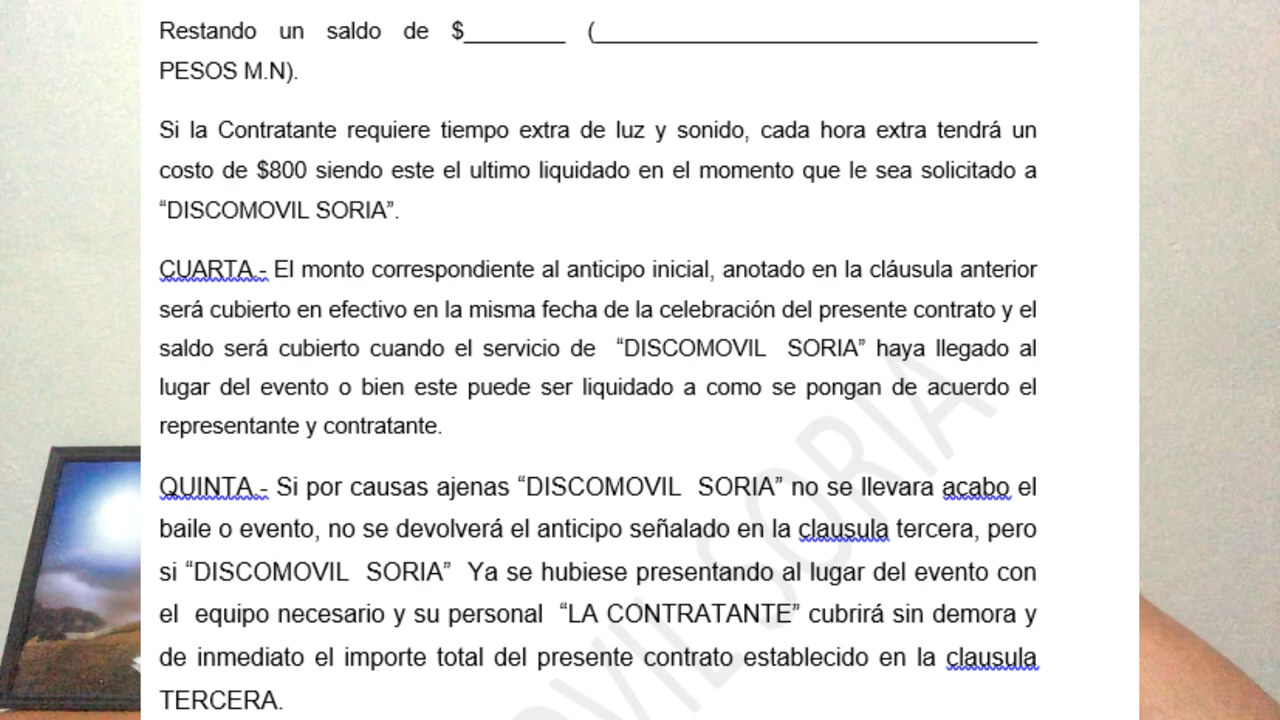 Restando un saldo de $________ (___________________________________
PESOS M.N).
Si la Contratante requiere tiempo extra de luz y sonido, cada hora extra tendrá un
costo de $800 siendo este el ultimo liquidado en el momento que le sea solicitado a
“DISCOMOVIL SORIA”.
CUARTA.- El monto correspondiente al anticipo inicial, anotado en la cláusula anterior
será cubierto en efectivo en la misma fecha de la celebración del presente contrato y el
saldo será cubierto cuando el servicio de “DISCOMOVIL SORIA” haya llegado al
lugar del evento o bien este puede ser liquidado a como se pongan de acuerdo el
representante y contratante.
QUINTA.- Si por causas ajenas “DISCOMOVIL SORIA” no se llevara acabo el
baile o evento, no se devolverá el anticipo señalado en la clausula tercera, pero
si “DISCOMOVIL SORIA” Ya se hubiese presentando al lugar del evento con
el equipo necesario y su personal “LA CONTRATANTE” cubrirá sin demora y
de inmediato el importe total del presente contrato establecido en la clausula
TERCERA.
OVIL SORIA